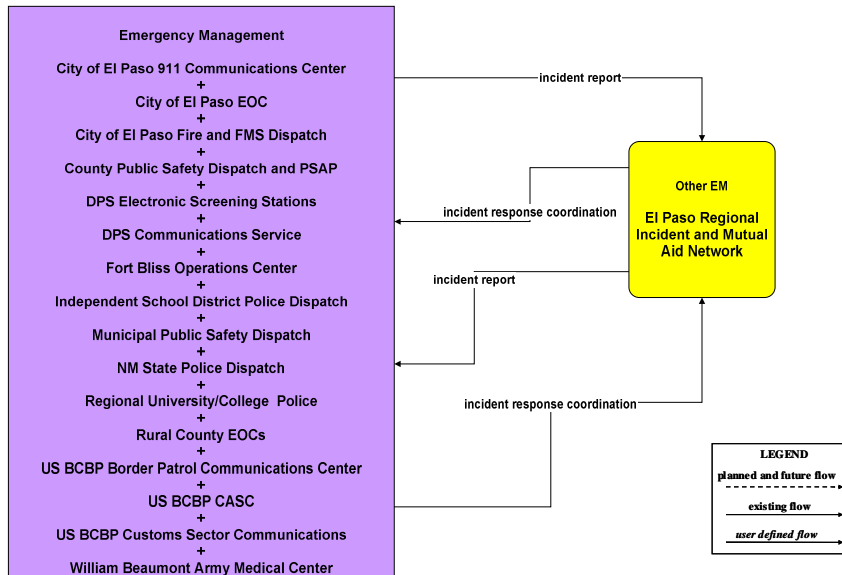 Emergency Management
City of El Paso 911 Communications Center
+
City of El Paso EOC
+
City of El Paso Fire and FMS Dispatch
+
County Public Safety Dispatch and PSAP
+
DPS Electronic Screening Stations
+
DPS Communications Service
+
Fort Bliss Operations Center
+
Independent School District Police Dispatch
+
Municipal Public Safety Dispatch
+
NM State Police Dispatch
+
Regional University/College Police
+
Rural County EOCs
+
US BCBP Border Patrol Communications Center
+
US BCBP CASC
+
US BCBP Customs Sector Communications
+
William Beaumont Army Medical Center
incident report
incident response coordination
incident report
incident response coordination
Other EM
El Paso Regional
Incident and Mutual
Aid Network
LEGEND
planned and future flow
existing flow
user defined flow